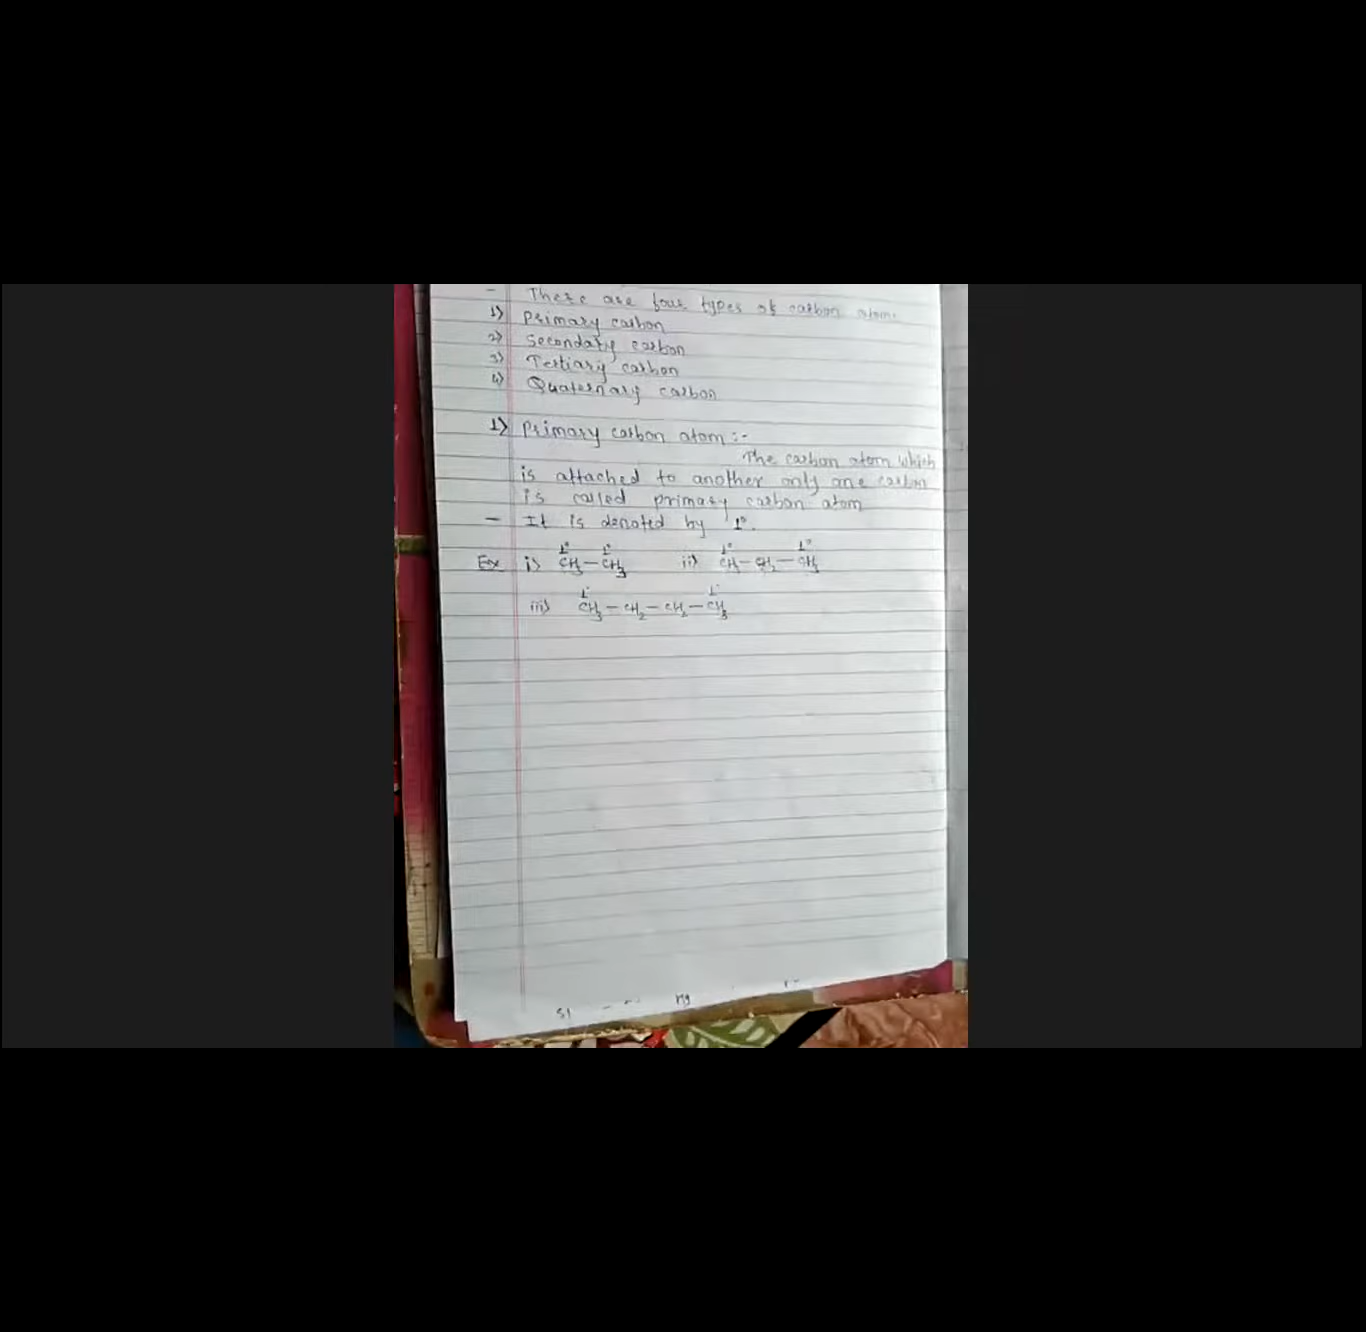 - There are four types of carbon atom.
1) Primary carbon
2) Secondary carbon
3) Tertiary carbon
4) Quaternary carbon
1) Primary carbon atom :-
The carbon atom which
is attached to another only one carbon
is called primary carbon atom
- It is denoted by 1°.
1° 1° 1° 1°
Ex i) CH₃ - CH₃ ii) CH₃ - CH₂ - CH₃
1° 1°
iii) CH₃ - CH₂ - CH₂ - CH₃